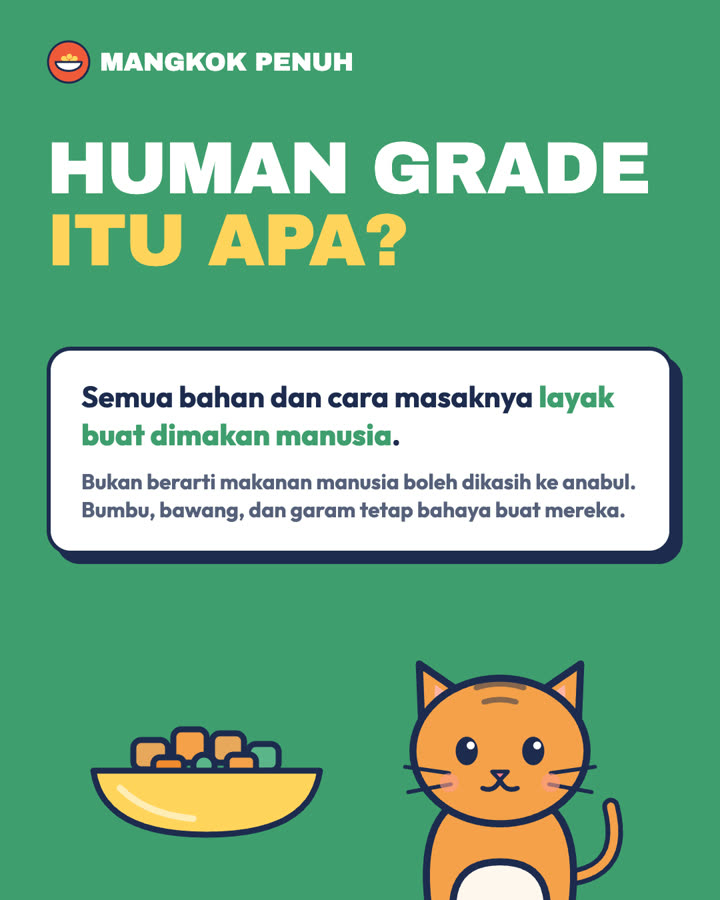 MANGKOK PENUH
HUMAN GRADE
ITU APA?
Semua bahan dan cara masaknya layak
buat dimakan manusia.
Bukan berarti makanan manusia boleh dikasih ke anabul.
Bumbu, bawang, dan garam tetap bahaya buat mereka.